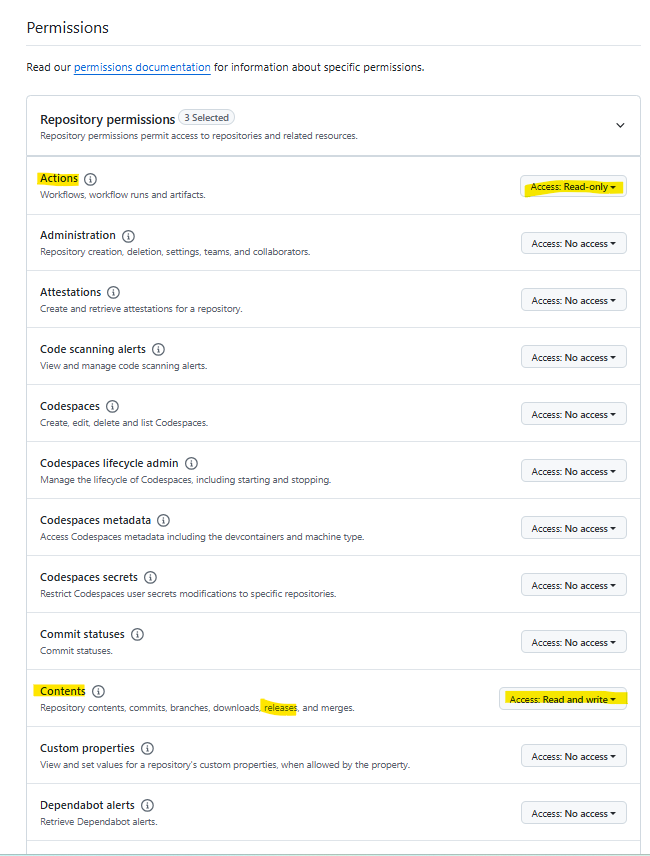 Permissions
Read our permissions documentation for information about specific permissions.
Repository permissions 3 Selected
Repository permissions permit access to repositories and related resources.
Actions
Access: Read-only
Workflows, workflow runs and artifacts.
Administration
Access: No access
Repository creation, deletion, settings, teams, and collaborators.
Attestations
Access: No access
Create and retrieve attestations for a repository.
Code scanning alerts
Access: No access
View and manage code scanning alerts.
Codespaces
Access: No access
Create, edit, delete and list Codespaces.
Codespaces lifecycle admin
Access: No access
Manage the lifecycle of Codespaces, including starting and stopping.
Codespaces metadata
Access: No access
Access Codespaces metadata including the devcontainers and machine type.
Codespaces secrets
Access: No access
Restrict Codespaces user secrets modifications to specific repositories.
Commit statuses
Access: No access
Commit statuses.
Contents
Access: Read and write
Repository contents, commits, branches, downloads, releases, and merges.
Custom properties
Access: No access
View and set values for a repository's custom properties, when allowed by the property.
Dependabot alerts
Access: No access
Retrieve Dependabot alerts.